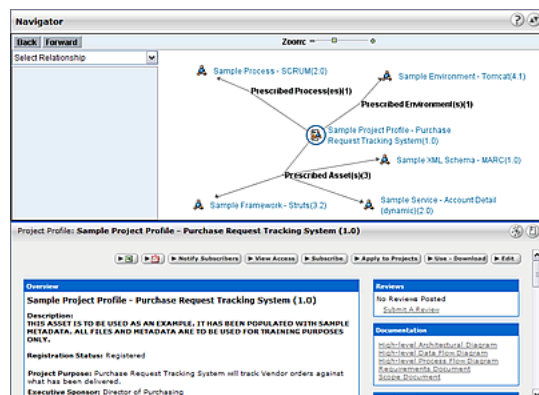 Navigator
Back Forward
Zoom:
Select Relationship
Sample Process - SCRUM(2.0)
Sample Environment - Tomcat(4.1)
Prescribed Process(es)(1)
Prescribed Environment(s)(1)
Sample Project Profile - Purchase
Request Tracking System(1.0)
Sample XML Schema - MARC(1.0)
Prescribed Asset(s)(3)
Sample Framework - Struts(3.2)
Sample Service - Account Detail
(dynamic)(2.0)
Project Profile: Sample Project Profile - Purchase Request Tracking System (1.0)
Notify Subscribers View Access Subscribe Apply to Projects Use - Download Edit
Overview
Sample Project Profile - Purchase Request Tracking System (1.0)
Description:
THIS ASSET IS TO BE USED AS AN EXAMPLE. IT HAS BEEN POPULATED WITH SAMPLE
METADATA. ALL FILES AND METADATA ARE TO BE USED FOR TRAINING PURPOSES
ONLY.
Registration Status: Registered
Project Purpose: Purchase Request Tracking System will track Vendor orders against
what has been delivered.
Executive Sponsor: Director of Purchasing
Reviews
No Reviews Posted
Submit A Review
Documentation
High-level Architectural Diagram
High-level Data Flow Diagram
High-level Process Flow Diagram
Requirements Document
Scope Document